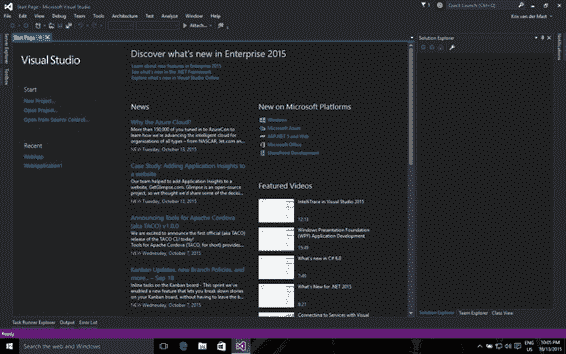 Start Page - Microsoft Visual Studio
Quick Launch (Ctrl+Q)
File Edit View Debug Team Tools Architecture Test Analyze Window Help
Kris van der Mast
Attach...
Start Page
Solution Explorer
Server Explorer
Toolbox
Notifications
Visual Studio
Discover what's new in Enterprise 2015
Learn about new features in Enterprise 2015
See what's new in the .NET Framework
Explore what's new in Visual Studio Online
Start
New Project...
Open Project...
Open from Source Control...
Recent
WebApp
WebApplication1
News
Why the Azure Cloud?
More than 150,000 of you tuned in to AzureCon to
learn how we're advancing the intelligent cloud for
organizations of all types – from NASCAR, Jet.com an...
NEW Tuesday, October 13, 2015
Case Study: Adding Application Insights to
a website
Our team helped to add Application Insights to a
website, GetGlimpse.com. Glimpse is an open-source
project, so we thought we'd share some of the decisi...
NEW Tuesday, October 13, 2015
Announcing Tools for Apache Cordova
(aka TACO) v1.0.0
We are excited to announce the first official (aka TACO)
release of the TACO CLI today!
Tools for Apache Cordova (TACO, for short) provides...
NEW Wednesday, October 7, 2015
Kanban Updates, new Branch Policies, and
more... – Sep 18
Inline tasks on the Kanban board - This sprint we've
enabled a new feature that lets you break down stories
on your Kanban board, without having to leave the b...
NEW Wednesday, October 7, 2015
New on Microsoft Platforms
Windows
Microsoft Azure
ASP.NET 5 and Web
Microsoft Office
SharePoint Development
Featured Videos
IntelliTrace in Visual Studio 2015
12:13
Windows Presentation Foundation
(WPF) Application Development
15:49
What's new in C# 6.0
7:49
What's New for .NET 2015
8:27
Connecting to Services with Visual
Solution Explorer Team Explorer Class View
Task Runner Explorer Output Error List
Ready
Search the web and Windows
ENG
10:05 PM
10/13/2015